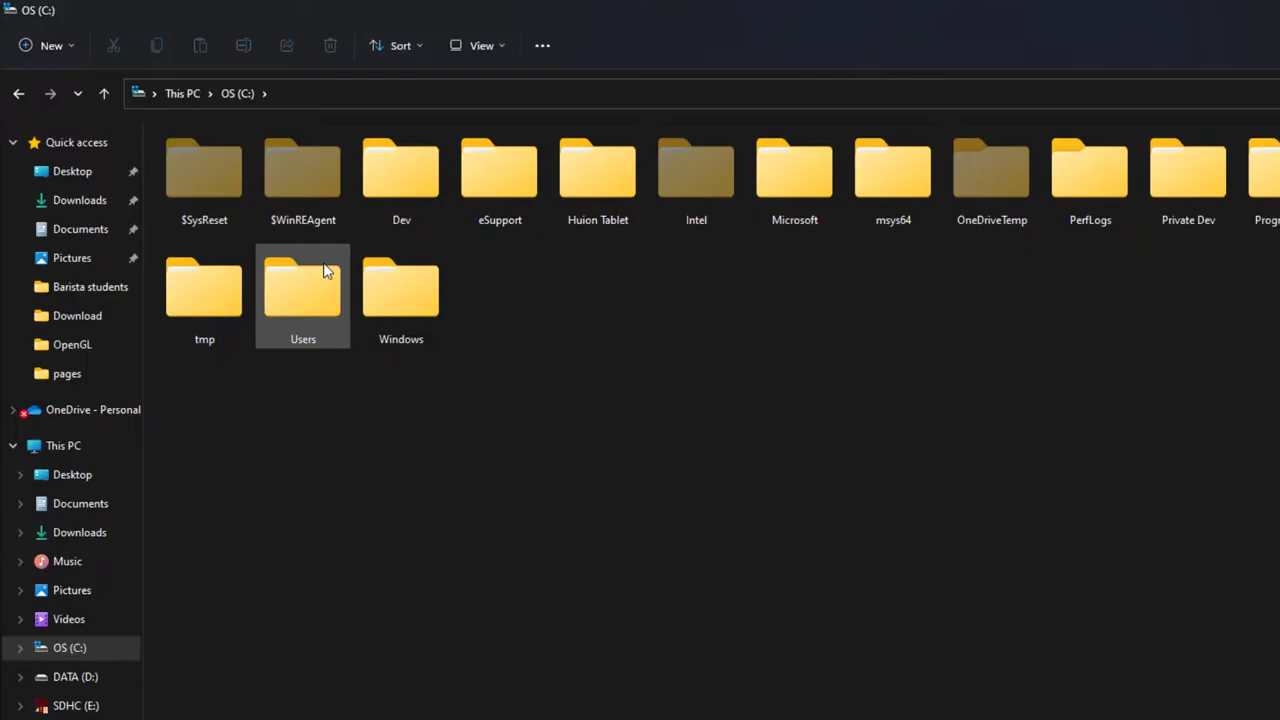 OS (C:)
New
Sort
View
This PC
OS (C:)
Quick access
Desktop
Downloads
Documents
Pictures
Barista students
Download
OpenGL
pages
OneDrive - Personal
This PC
Desktop
Documents
Downloads
Music
Pictures
Videos
OS (C:)
DATA (D:)
SDHC (E:)
$SysReset
$WinREAgent
Dev
eSupport
Huion Tablet
Intel
Microsoft
msys64
OneDriveTemp
PerfLogs
Private Dev
Progr
tmp
Users
Windows